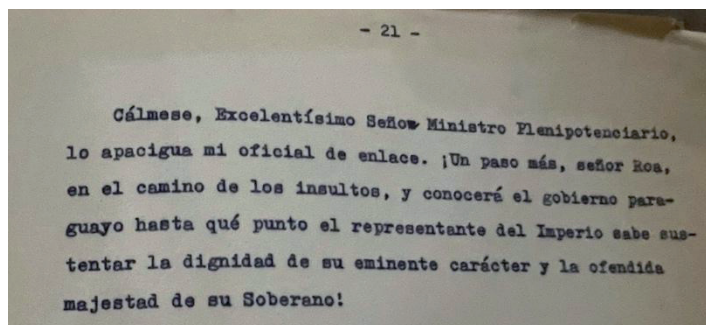 - 21 -
Cálmese, Excelentísimo Señor Ministro Plenipotenciario,
lo apacigua mi oficial de enlace. ¡Un paso más, señor Roa,
en el camino de los insultos, y conocerá el gobierno para-
guayo hasta qué punto el representante del Imperio sabe sus-
tentar la dignidad de su eminente carácter y la ofendida
majestad de su Soberano!